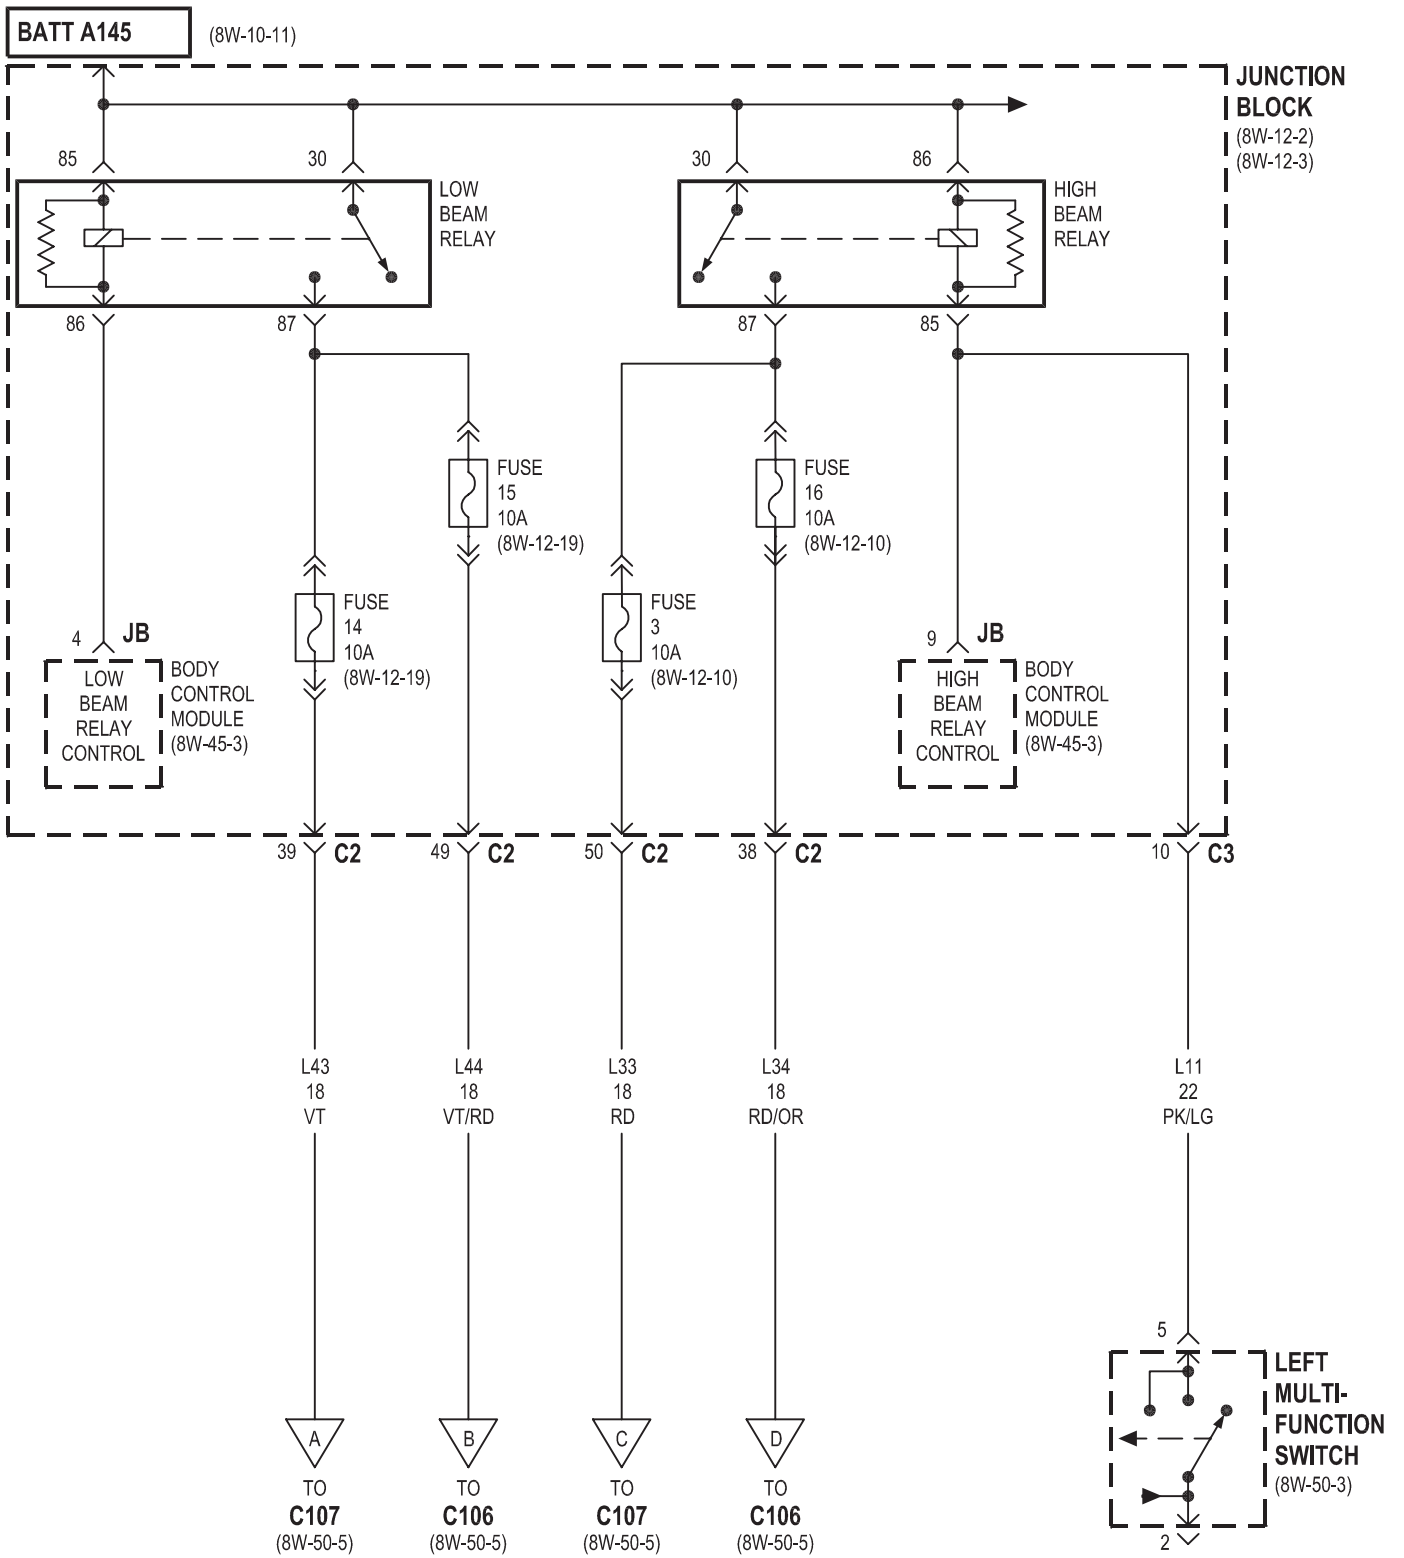 BATT A145 (8W-10-11)
JUNCTION
BLOCK
(8W-12-2)
(8W-12-3)
85 30 30 86
LOW
BEAM
RELAY
HIGH
BEAM
RELAY
86 87 87 85
FUSE
15
10A
(8W-12-19)
FUSE
16
10A
(8W-12-10)
FUSE
14
10A
(8W-12-19)
FUSE
3
10A
(8W-12-10)
4 JB
LOW
BEAM
RELAY
CONTROL
BODY
CONTROL
MODULE
(8W-45-3)
9 JB
HIGH
BEAM
RELAY
CONTROL
BODY
CONTROL
MODULE
(8W-45-3)
39 C2 49 C2 50 C2 38 C2 10 C3
L43
18
VT
L44
18
VT/RD
L33
18
RD
L34
18
RD/OR
L11
22
PK/LG
5
LEFT
MULTI-
FUNCTION
SWITCH
(8W-50-3)
2
A
TO
C107
(8W-50-5)
B
TO
C106
(8W-50-5)
C
TO
C107
(8W-50-5)
D
TO
C106
(8W-50-5)